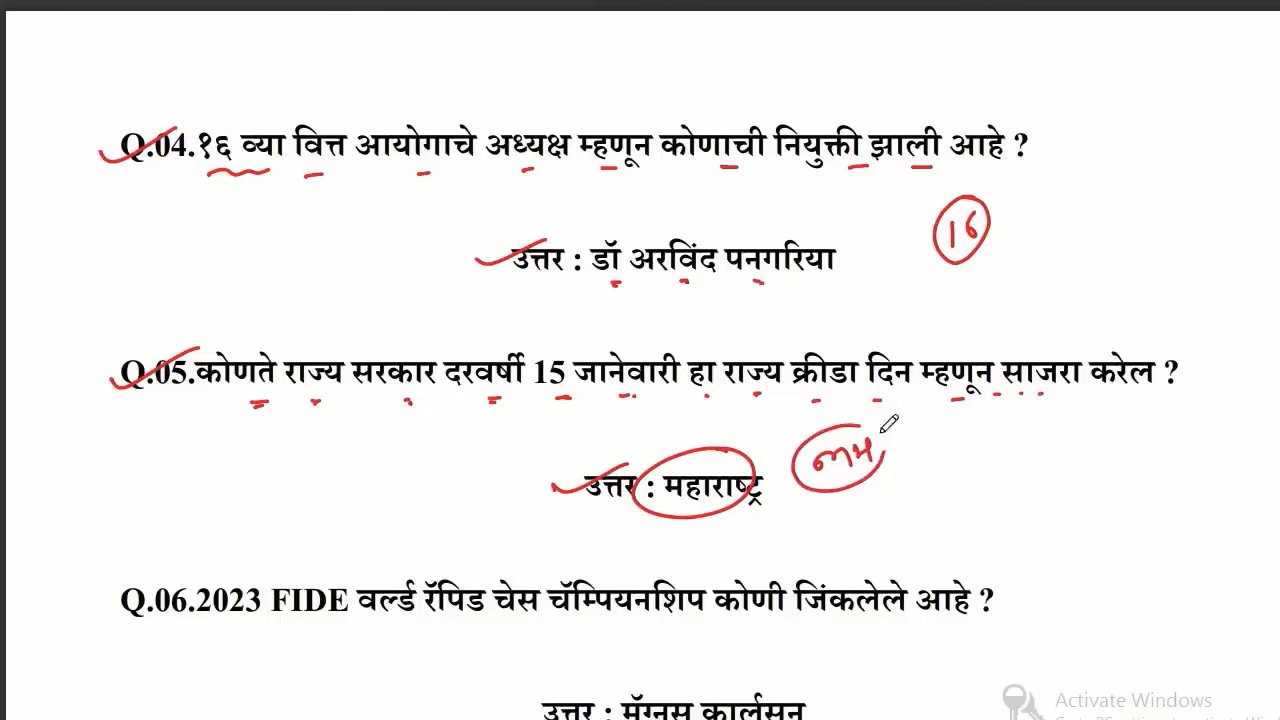 Q.04.१६ व्या वित्त आयोगाचे अध्यक्ष म्हणून कोणाची नियुक्ती झाली आहे ?
16
उत्तर : डॉ अरविंद पनगरिया
Q.05.कोणते राज्य सरकार दरवर्षी 15 जानेवारी हा राज्य क्रीडा दिन म्हणून साजरा करेल ?
उत्तर : महाराष्ट्र
Q.06.2023 FIDE वर्ल्ड रॅपिड चेस चॅम्पियनशिप कोणी जिंकलेले आहे ?
उत्तर : मॅग्नस कार्लसन
Activate Windows